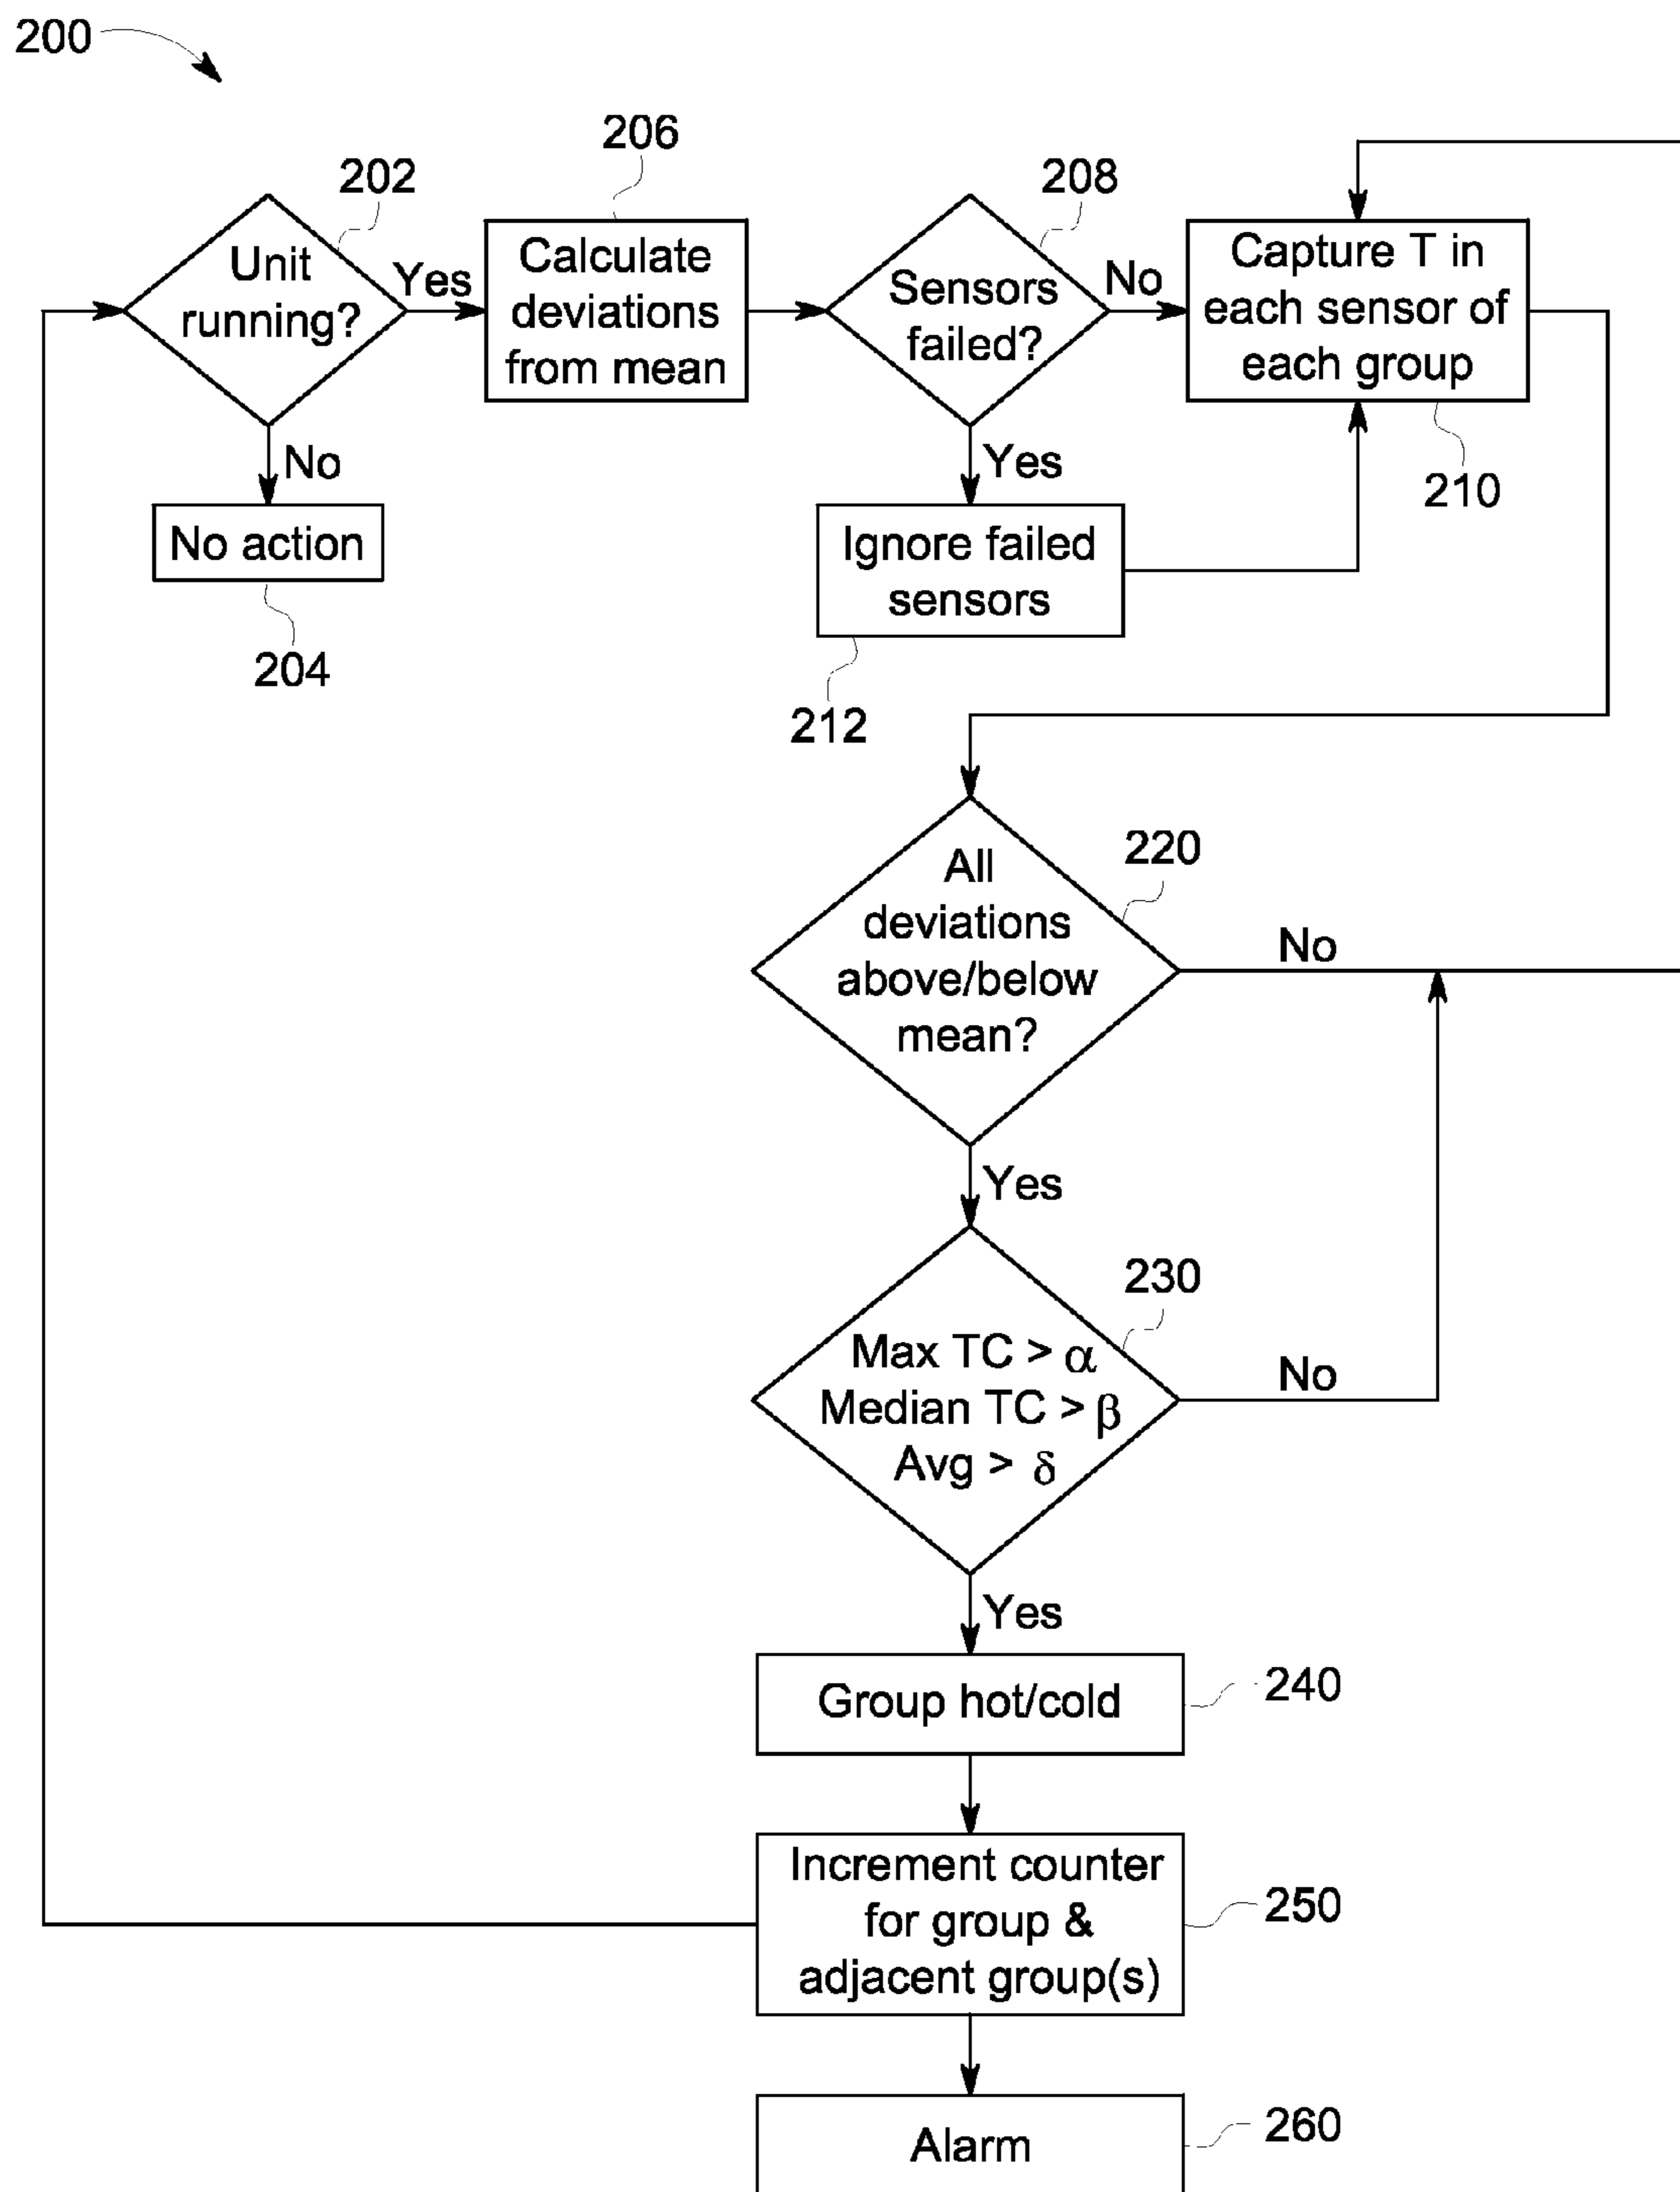 200
202
Unit
running?
Yes
No
No action
204
206
Calculate
deviations
from mean
208
Sensors
failed?
No
Yes
Ignore failed
sensors
212
Capture T in
each sensor of
each group
210
220
All
deviations
above/below
mean?
No
Yes
230
Max TC > α
Median TC > β
Avg > δ
No
Yes
Group hot/cold
240
Increment counter
for group &
adjacent group(s)
250
Alarm
260